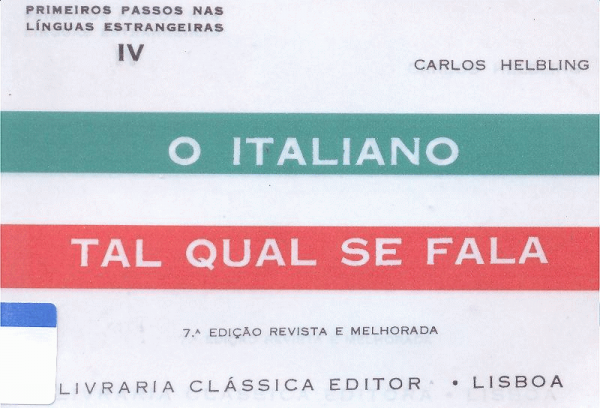 PRIMEIROS PASSOS NAS
LÍNGUAS ESTRANGEIRAS
IV
CARLOS HELBLING
O ITALIANO
TAL QUAL SE FALA
7.ª EDIÇÃO REVISTA E MELHORADA
LIVRARIA CLÁSSICA EDITOR • LISBOA